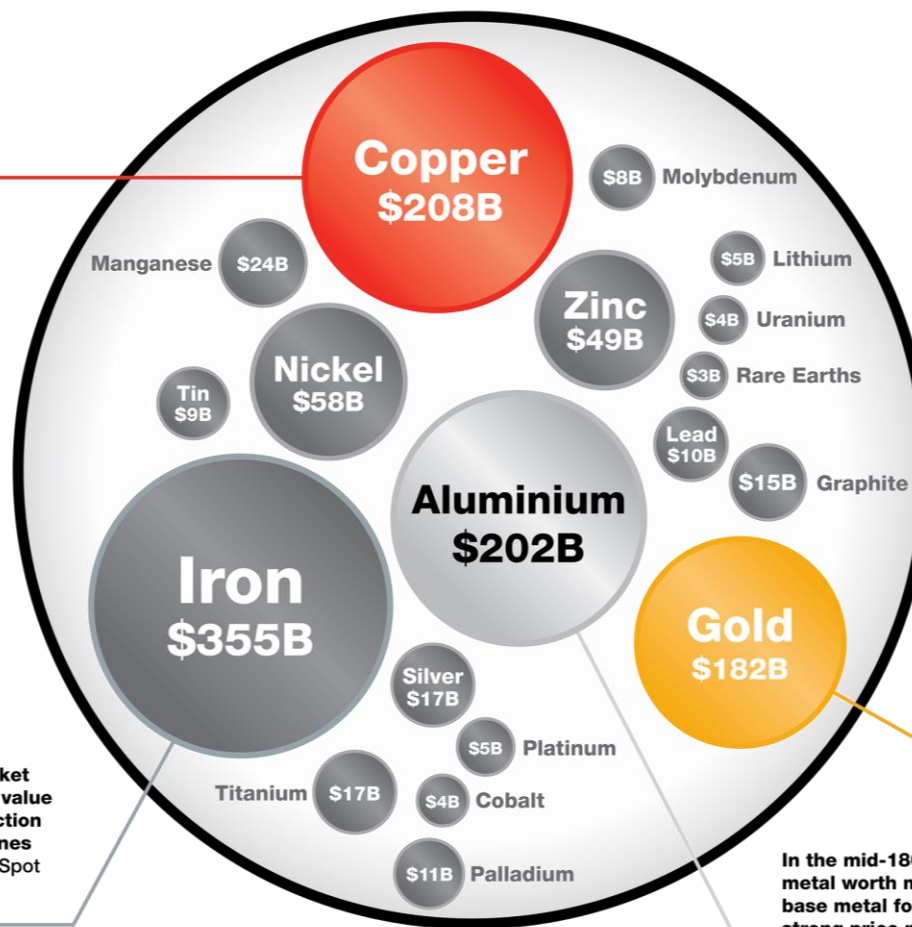 Copper
$208B
$8B Molybdenum
Manganese $24B
$5B Lithium
Zinc
$49B
$4B Uranium
Nickel
$58B
$3B Rare Earths
Tin
$9B
Lead
$10B
$15B Graphite
Aluminium
$202B
Iron
$355B
Gold
$182B
Silver
$17B
$5B Platinum
Titanium $17B
$4B Cobalt
$11B Palladium
ket
value
ction
nes
Spot
In the mid-18
metal worth m
base metal fo
strong price